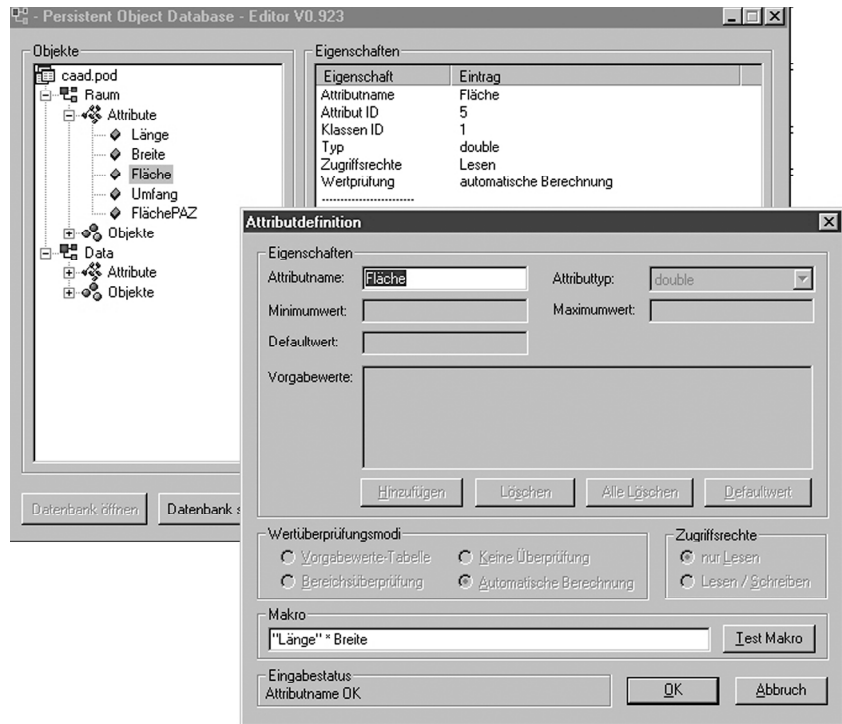 - Persistent Object Database - Editor V0.923
Objekte
caad.pod
Raum
Attribute
Länge
Breite
Fläche
Umfang
FlächePAZ
Objekte
Data
Attribute
Objekte
Datenbank öffnen
Datenbank s
Eigenschaften
Eigenschaft Eintrag
Attributname Fläche
Attribut ID 5
Klassen ID 1
Typ double
Zugriffsrechte Lesen
Wertprüfung automatische Berechnung
------------------------
Attributdefinition
Eigenschaften
Attributname: Fläche Attributtyp: double
Minimumwert: Maximumwert:
Defaultwert:
Vorgabewerte:
Hinzufügen Löschen Alle Löschen Defaultwert
Wertüberprüfungsmodi
Vorgabewerte-Tabelle Keine Überprüfung
Bereichsüberprüfung Automatische Berechnung
Zugriffsrechte
nur Lesen
Lesen / Schreiben
Makro
"Länge" * Breite Test Makro
Eingabestatus
Attributname OK
OK Abbruch